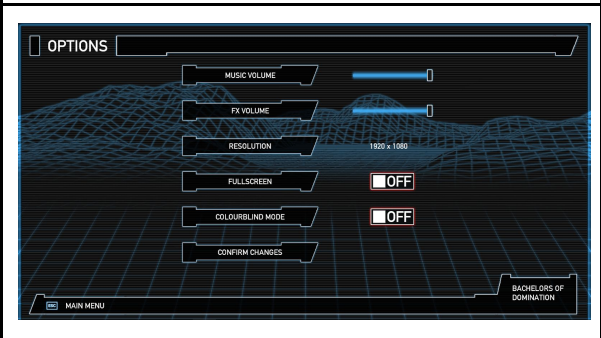 OPTIONS
MUSIC VOLUME
FX VOLUME
RESOLUTION
1920 x 1080
FULLSCREEN
OFF
COLOURBLIND MODE
OFF
CONFIRM CHANGES
ESC MAIN MENU
BACHELORS OF
DOMINATION